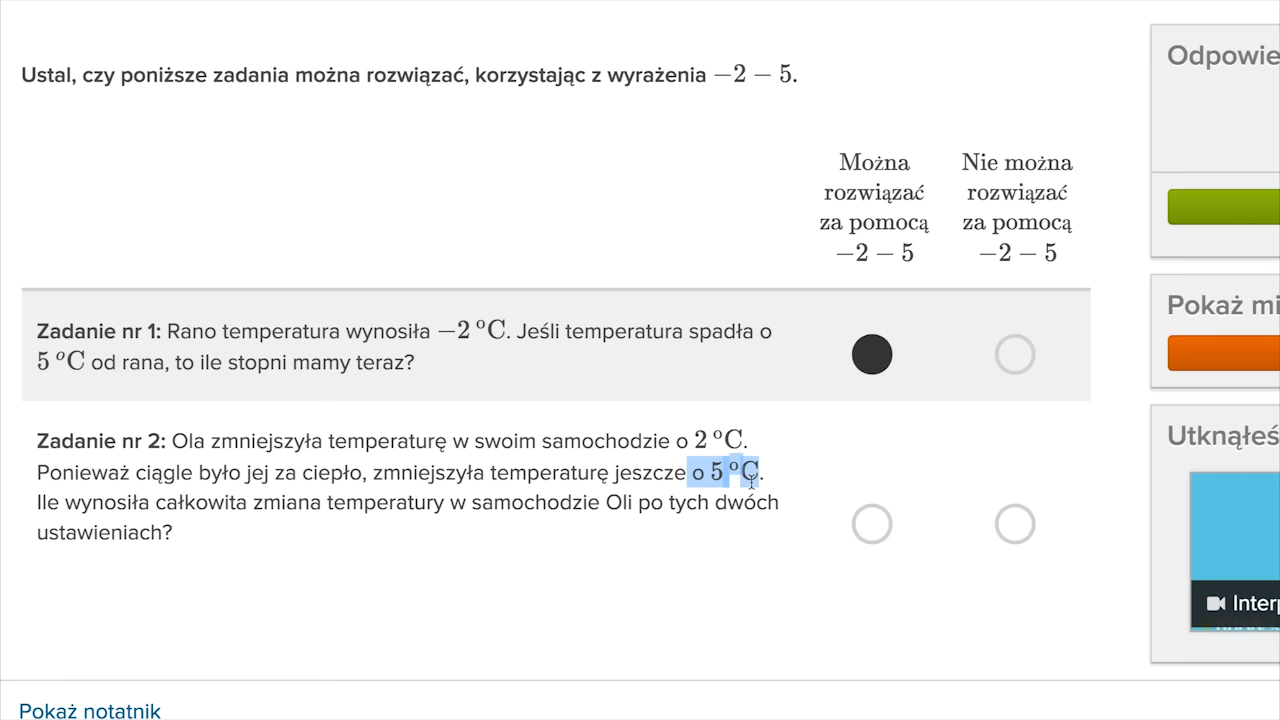 Ustal, czy poniższe zadania można rozwiązać, korzystając z wyrażenia −2 − 5.
Odpowie
Można rozwiązać za pomocą −2 − 5
Nie można rozwiązać za pomocą −2 − 5
Pokaż mi
Zadanie nr 1: Rano temperatura wynosiła −2 °C. Jeśli temperatura spadła o
5 °C od rana, to ile stopni mamy teraz?
Zadanie nr 2: Ola zmniejszyła temperaturę w swoim samochodzie o 2 °C.
Ponieważ ciągle było jej za ciepło, zmniejszyła temperaturę jeszcze o 5 °C.
Ile wynosiła całkowita zmiana temperatury w samochodzie Oli po tych dwóch
ustawieniach?
Utknąłeś
Inter
Pokaż notatnik